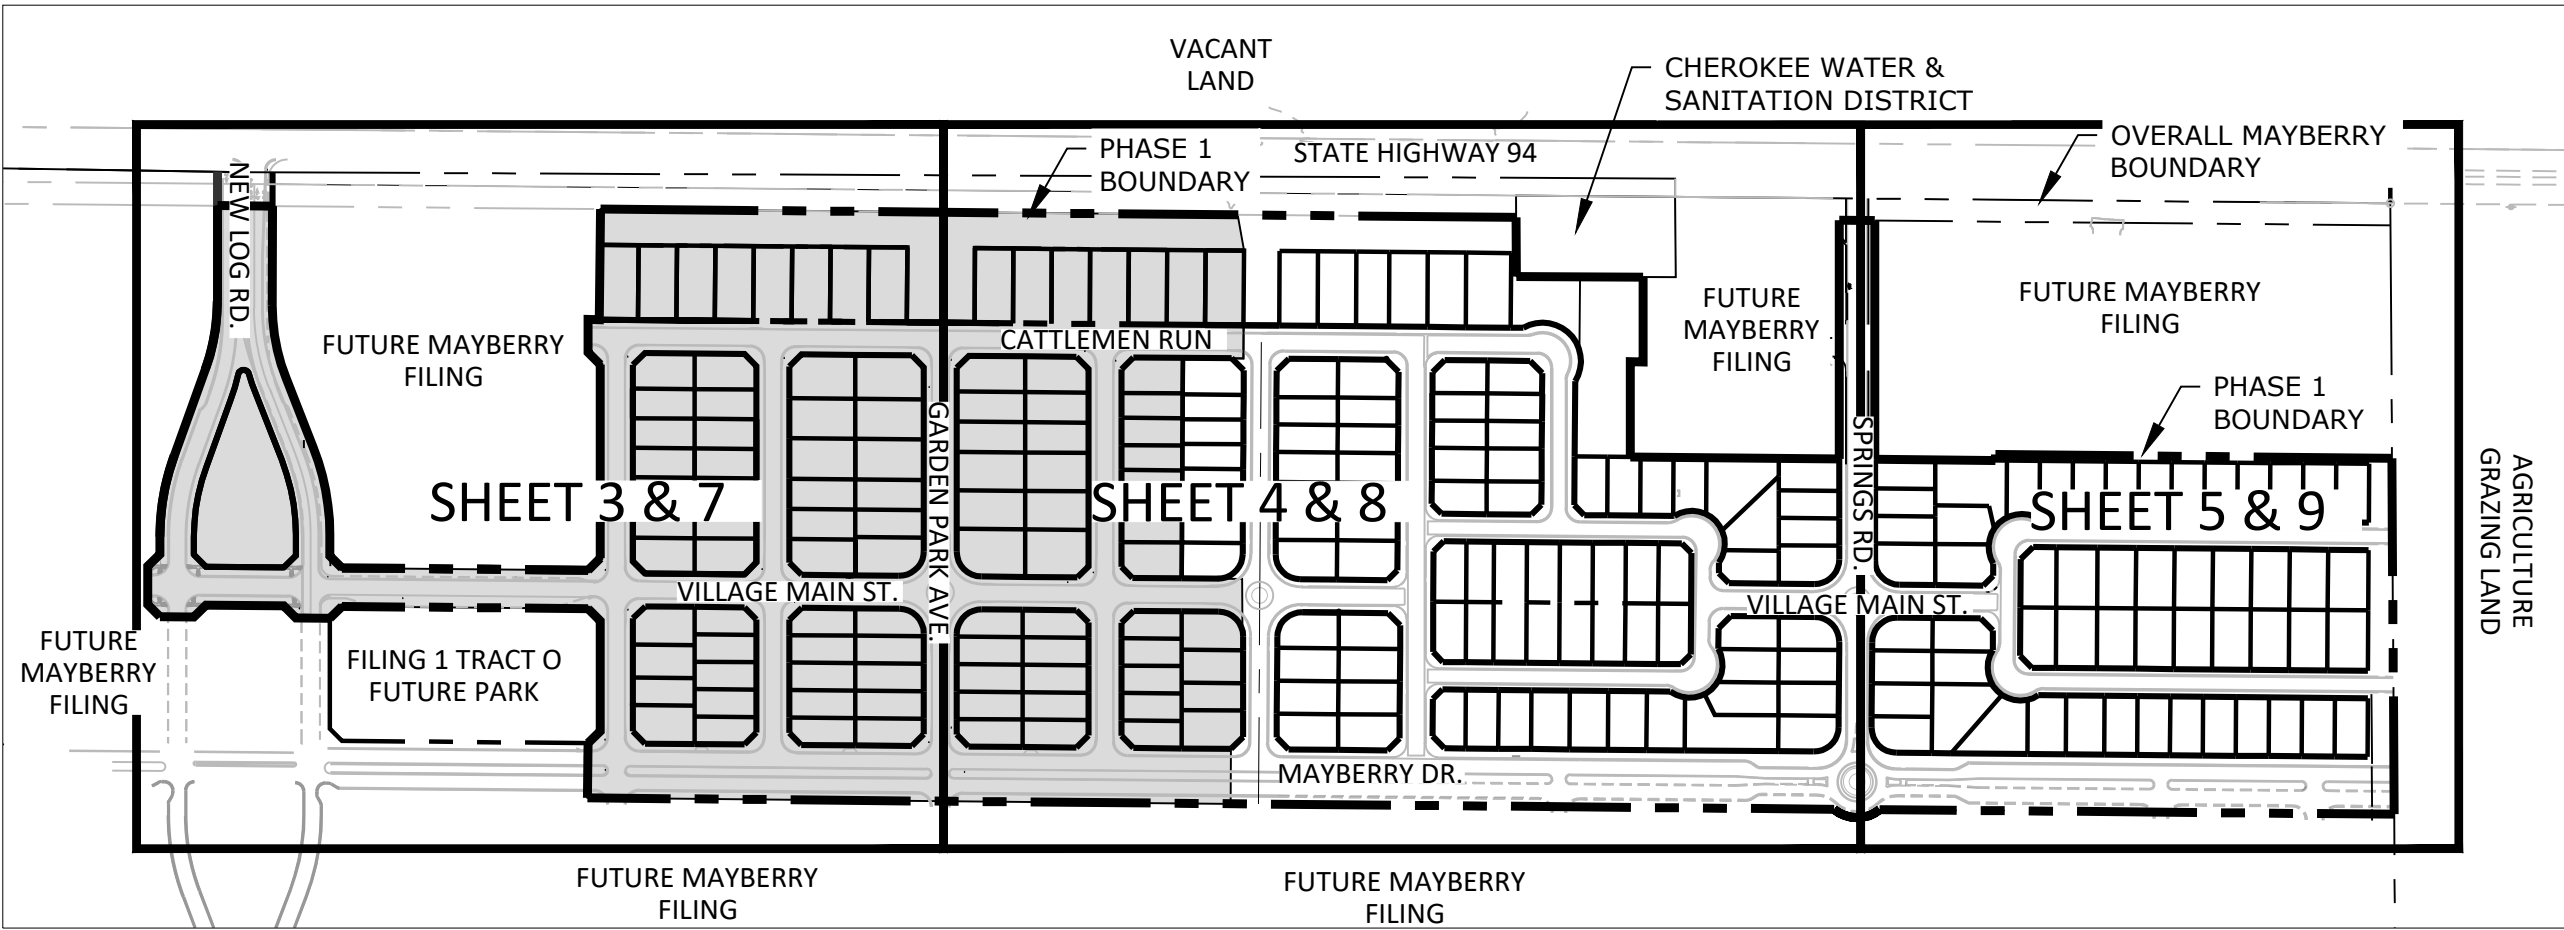 VACANT
LAND
CHEROKEE WATER &
SANITATION DISTRICT
PHASE 1
BOUNDARY
STATE HIGHWAY 94
OVERALL MAYBERRY
BOUNDARY
NEW LOG RD.
FUTURE MAYBERRY
FILING
CATTLEMEN RUN
FUTURE
MAYBERRY
FILING
FUTURE MAYBERRY
FILING
PHASE 1
BOUNDARY
SHEET 3 & 7
GARDEN PARK AVE.
SHEET 4 & 8
SPRINGS RD.
SHEET 5 & 9
AGRICULTURE
GRAZING LAND
VILLAGE MAIN ST.
VILLAGE MAIN ST.
FUTURE
MAYBERRY
FILING
FILING 1 TRACT O
FUTURE PARK
MAYBERRY DR.
FUTURE MAYBERRY
FILING
FUTURE MAYBERRY
FILING